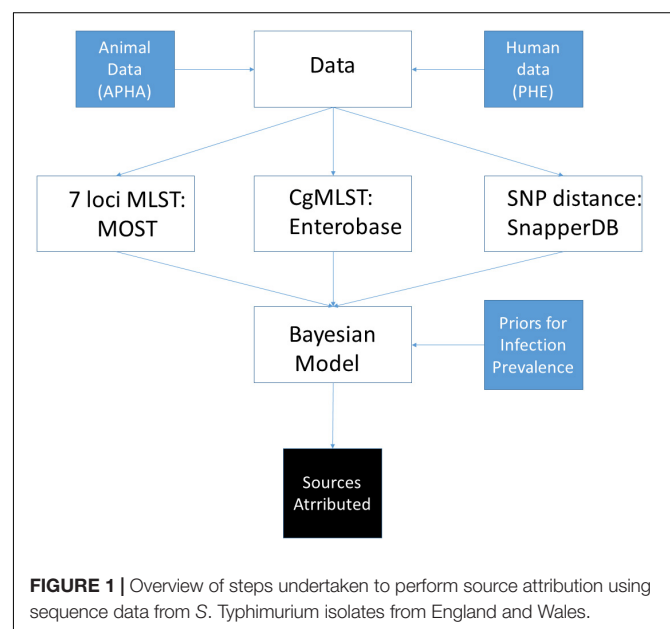 Animal
Data
(APHA)
Data
Human
data
(PHE)
7 loci MLST:
MOST
CgMLST:
Enterobase
SNP distance:
SnapperDB
Bayesian
Model
Priors for
Infection
Prevalence
Sources
Atrributed
FIGURE 1 | Overview of steps undertaken to perform source attribution using
sequence data from S. Typhimurium isolates from England and Wales.